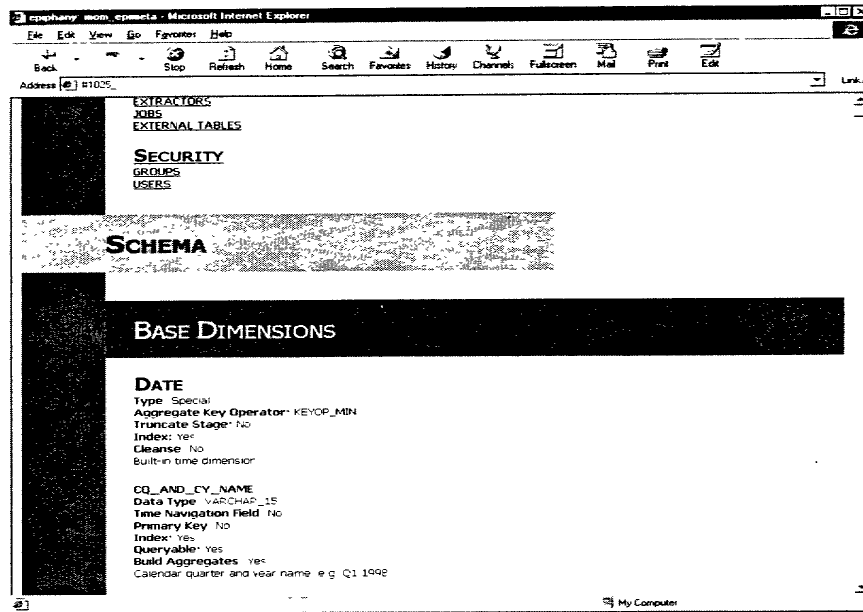 epiphany mom_epimeta - Microsoft Internet Explorer
File Edit View Go Favorites Help
Back Stop Refresh Home Search Favorites History Channels Fullscreen Mail Print Edit
Address #1025_ Link
EXTRACTORS
JOBS
EXTERNAL TABLES
SECURITY
GROUPS
USERS
SCHEMA
BASE DIMENSIONS
DATE
Type Special
Aggregate Key Operator: KEYOP_MIN
Truncate Stage: No
Index: Yes
Cleanse No
Built-in time dimension
CQ_AND_CY_NAME
Data Type VARCHAR_15
Time Navigation Field No
Primary Key No
Index: Yes
Queryable: Yes
Build Aggregates Yes
Calendar quarter and year name e g Q1 1998
My Computer